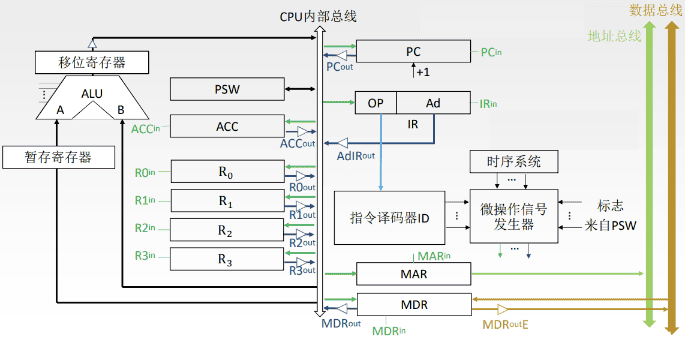 CPU内部总线
数据总线
地址总线
移位寄存器
ALU
A
B
暂存寄存器
PSW
ACCin
ACC
ACCout
R0in
R0
R0out
R1in
R1
R1out
R2in
R2
R2out
R3in
R3
R3out
PC
PCin
PCout
+1
OP
Ad
IRin
IR
AdIRout
时序系统
...
指令译码器ID
⋮
微操作信号
发生器
⋮
标志
来自PSW
...
MARin
MAR
MDR
MDRout
MDRin
MDRoutE